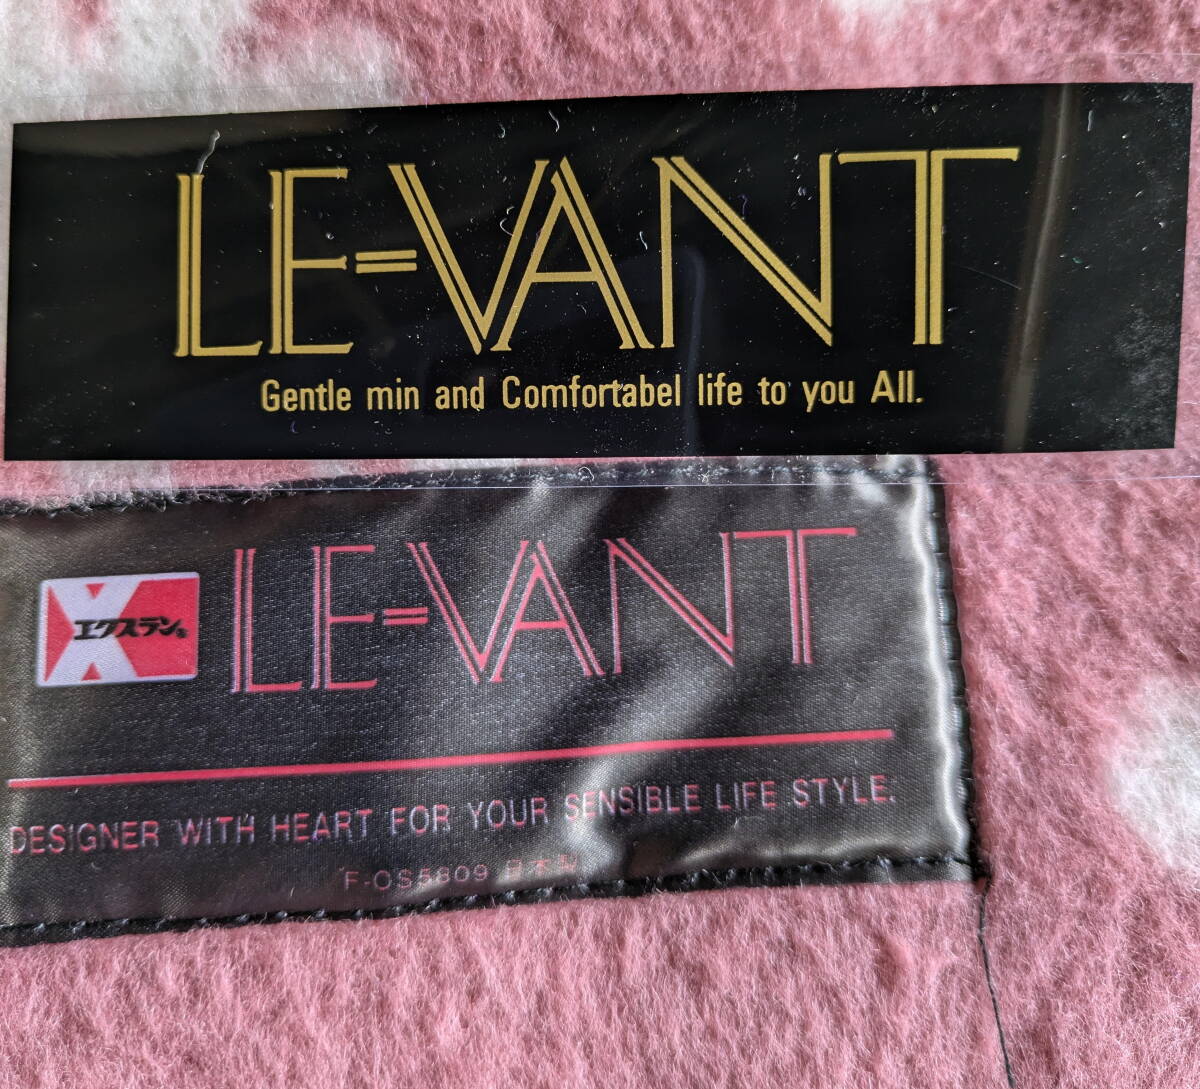 LE=VANT
Gentle min and Comfortabel life to you All.
エクスラン®
LE=VANT
DESIGNER WITH HEART FOR YOUR SENSIBLE LIFE STYLE.
F-OS5809 日本製